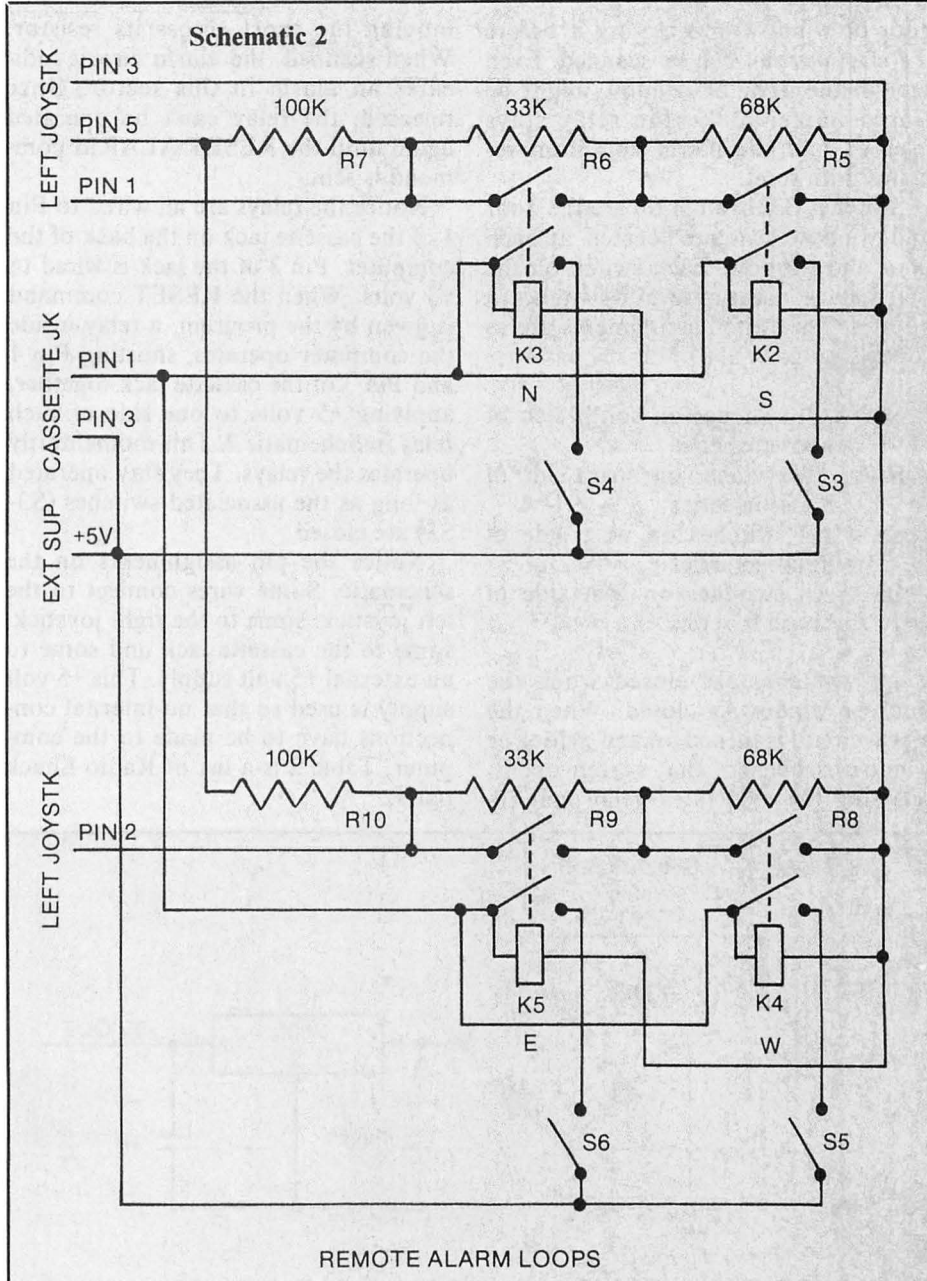 Schematic 2
LEFT JOYSTK
PIN 3
PIN 5
PIN 1
100K
33K
68K
R7
R6
R5
K3
K2
N
S
EXT SUP CASSETE JK
PIN 1
PIN 3
+5V
S4
S3
LEFT JOYSTK
PIN 2
100K
33K
68K
R10
R9
R8
K5
K4
E
W
S6
S5
REMOTE ALARM LOOPS